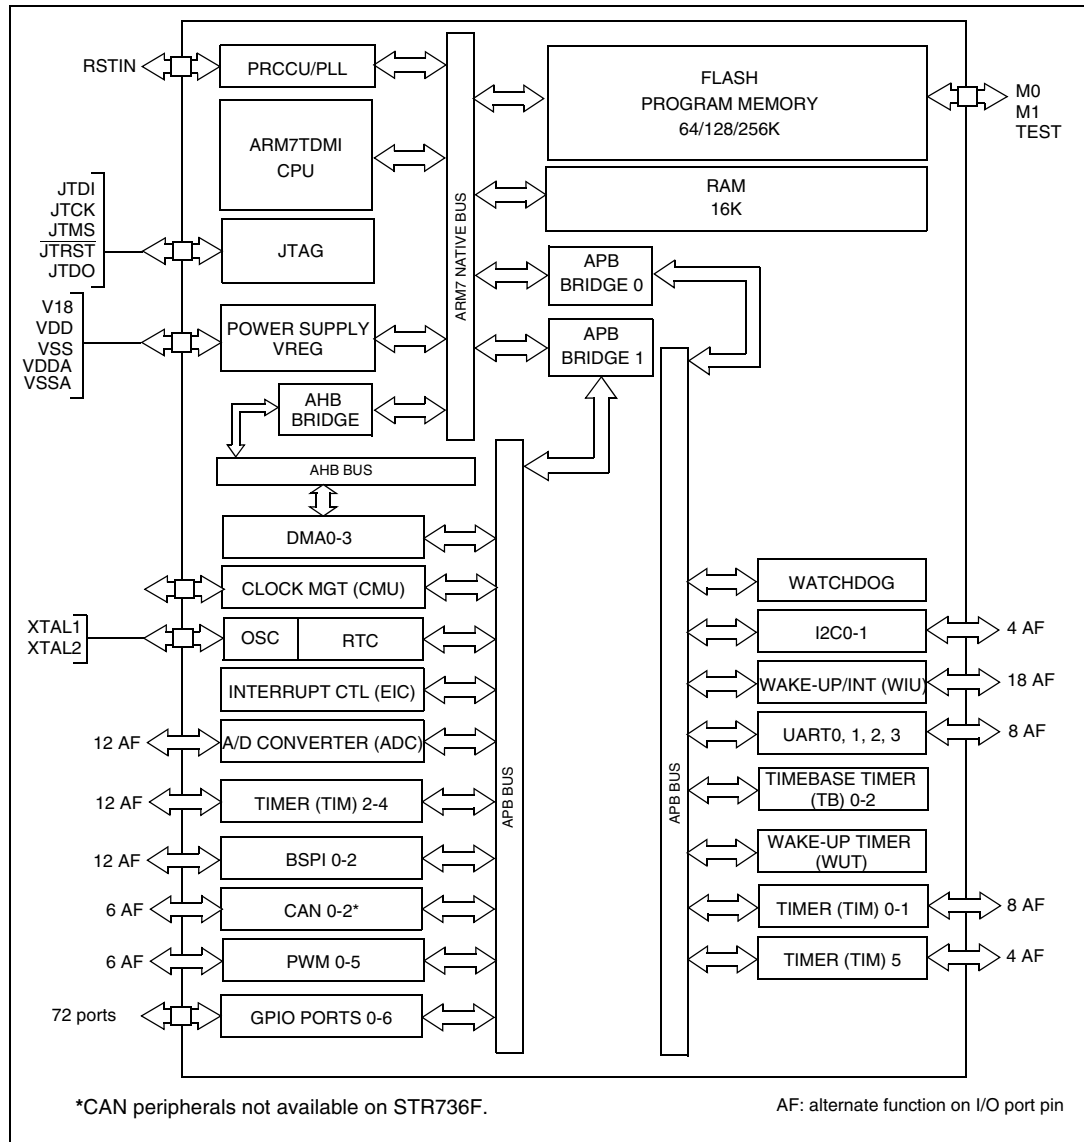 RSTIN
PRCCU/PLL
FLASH
PROGRAM MEMORY
64/128/256K
M0
M1
TEST
ARM7TDMI
CPU
RAM
16K
JTDI
JTCK
JTMS
JTRST
JTDO
JTAG
ARM7 NATIVE BUS
APB
BRIDGE 0
V18
VDD
VSS
VDDA
VSSA
POWER SUPPLY
VREG
APB
BRIDGE 1
AHB
BRIDGE
AHB BUS
DMA0-3
CLOCK MGT (CMU)
XTAL1
XTAL2
OSC
RTC
INTERRUPT CTL (EIC)
12 AF
A/D CONVERTER (ADC)
12 AF
TIMER (TIM) 2-4
12 AF
BSPI 0-2
6 AF
CAN 0-2*
6 AF
PWM 0-5
72 ports
GPIO PORTS 0-6
APB BUS
APB BUS
WATCHDOG
I2C0-1
4 AF
WAKE-UP/INT (WIU)
18 AF
UART0, 1, 2, 3
8 AF
TIMEBASE TIMER
(TB) 0-2
WAKE-UP TIMER
(WUT)
TIMER (TIM) 0-1
8 AF
TIMER (TIM) 5
4 AF
*CAN peripherals not available on STR736F.
AF: alternate function on I/O port pin